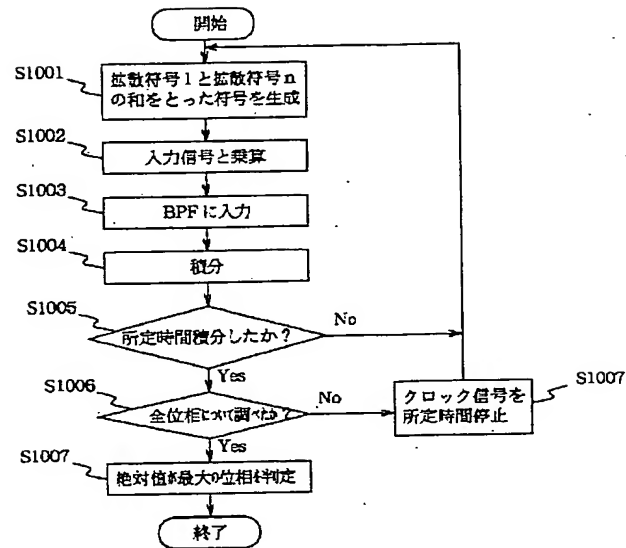 開始
S1001
拡散符号1と拡散符号n
の和をとった符号を生成
S1002
入力信号と乗算
S1003
BPFに入力
S1004
積分
S1005
所定時間積分したか?
No
Yes
S1006
全位相について調べたか?
No
クロック信号を
所定時間停止
S1007
Yes
S1007
絶対値が最大の位相を判定
終了